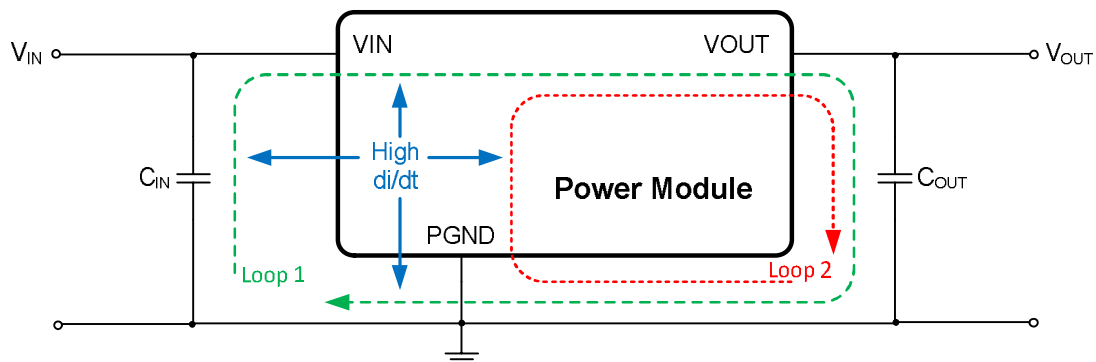 VIN
VIN
VOUT
VOUT
High
di/dt
CIN
COUT
Power Module
PGND
Loop 1
Loop 2